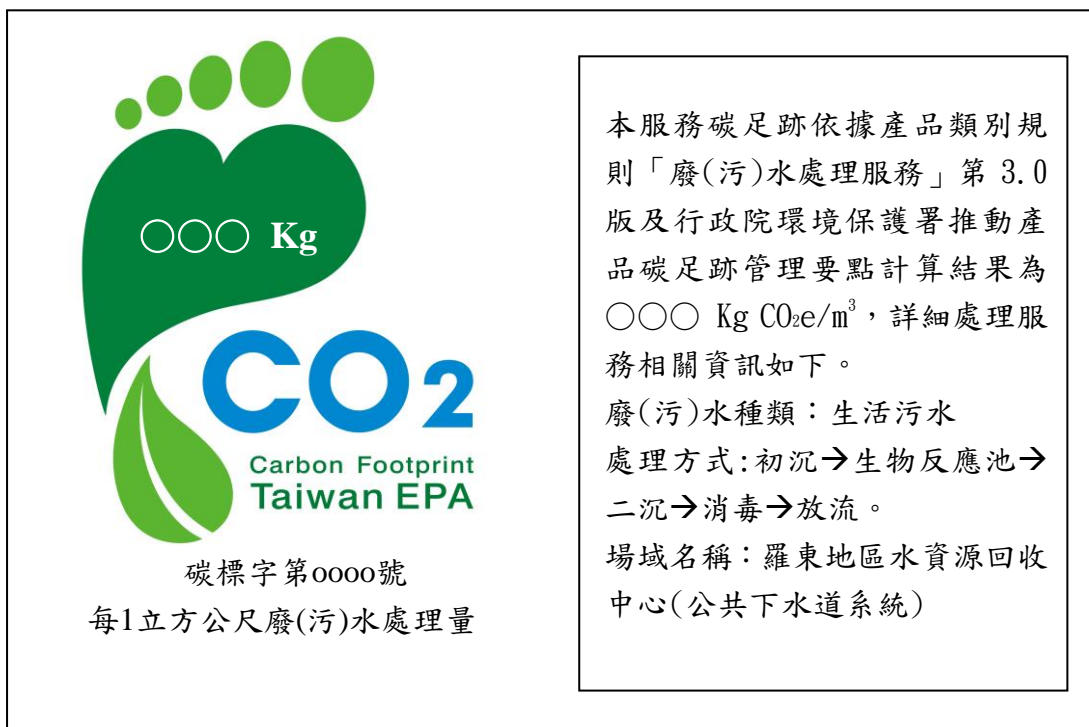 ○○○ Kg
CO2
Carbon Footprint
Taiwan EPA
碳標字第oooo號
每1立方公尺廢(污)水處理量
本服務碳足跡依據產品類別規
則「廢(污)水處理服務」第 3.0
版及行政院環境保護署推動產
品碳足跡管理要點計算結果為
○○○ Kg CO₂e/m³，詳細處理服
務相關資訊如下。
廢(污)水種類：生活污水
處理方式:初沉→生物反應池→
二沉→消毒→放流。
場域名稱：羅東地區水資源回收
中心(公共下水道系統)